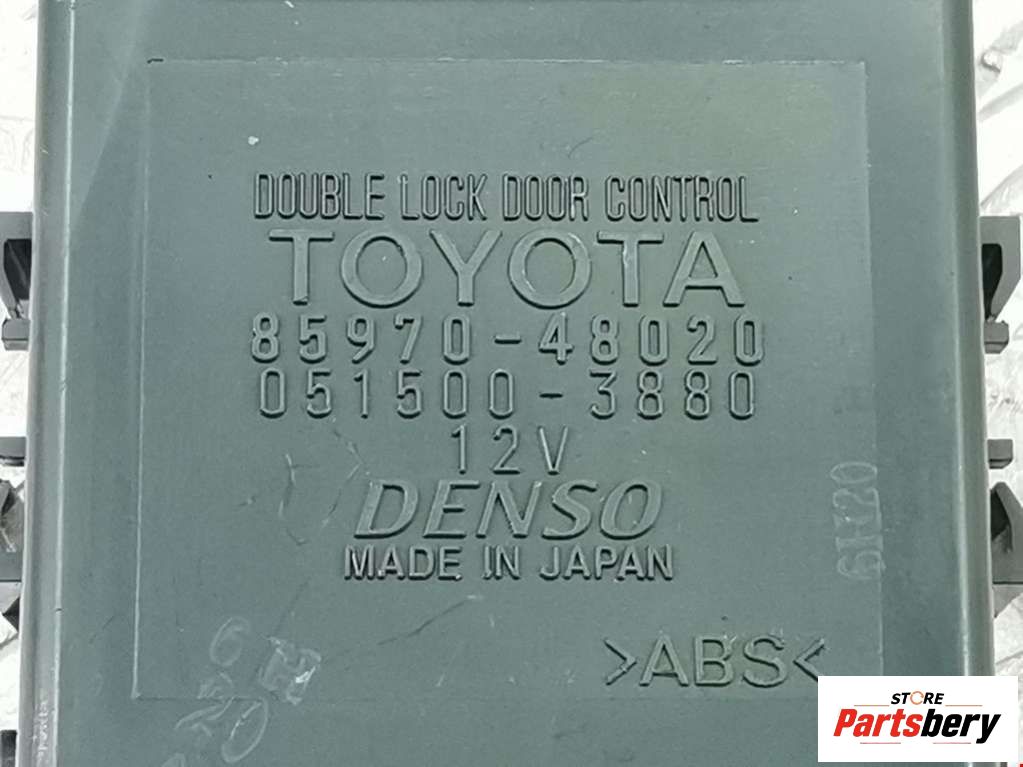 DOUBLE LOCK DOOR CONTROL
TOYOTA
85970-48020
051500-3880
12V
DENSO
MADE IN JAPAN
>ABS<
STORE
Partsbery